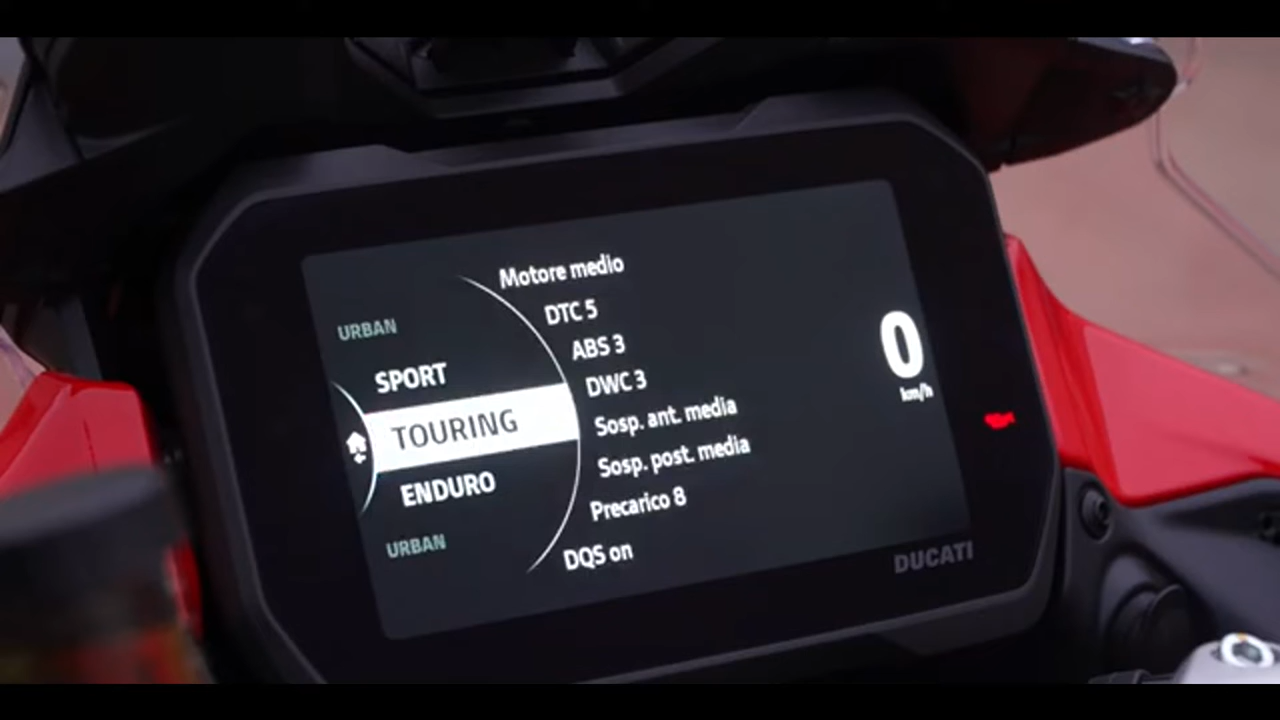 URBAN
SPORT
TOURING
ENDURO
URBAN
Motore medio
DTC 5
ABS 3
DWC 3
Sosp. ant. media
Sosp. post. media
Precarico 8
DQS on
0
km/h
DUCATI